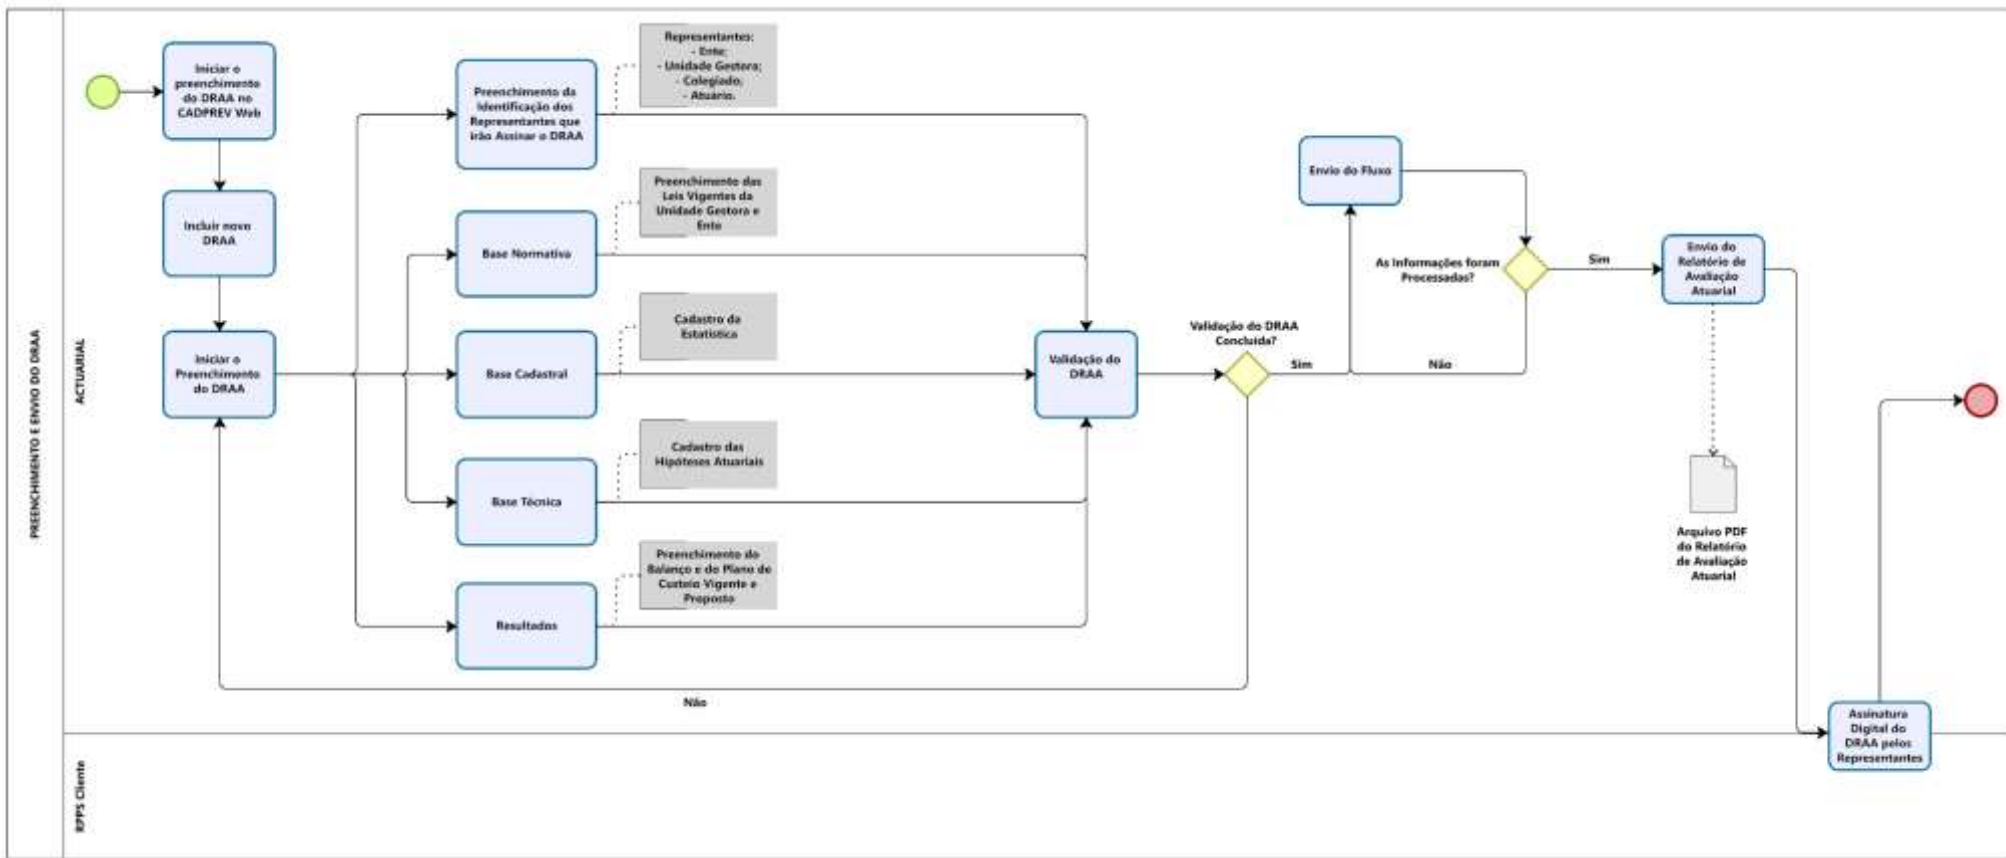 PREENCHIMENTO E ENVIO DO DRAA
ACTUARIAL
Iniciar o
preenchimento
do DRAA no
CADPREV Web
Incluir novo
DRAA
Iniciar o
Preenchimento
do DRAA
Preenchimento da
Identificação dos
Representantes que
irão Assinar o DRAA
Representantes:
- Ente;
- Unidade Gestora;
- Colegiado;
- Atuário.
Base Normativa
Preenchimento das
Leis Vigentes da
Unidade Gestora e
Ente
Base Cadastral
Cadastro da
Estatística
Base Técnica
Cadastro das
Hipóteses Atuariais
Resultados
Preenchimento do
Balanço e do Plano de
Custeio Vigente e
Proposto
Validação do
DRAA
Validação do DRAA
Concluída?
Sim
Não
Envio do Fluxo
As Informações foram
Processadas?
Sim
Não
Envio do
Relatório de
Avaliação
Atuarial
Arquivo PDF
do Relatório
de Avaliação
Atuarial
Assinatura
Digital do
DRAA pelos
Representantes
RPPS Cliente